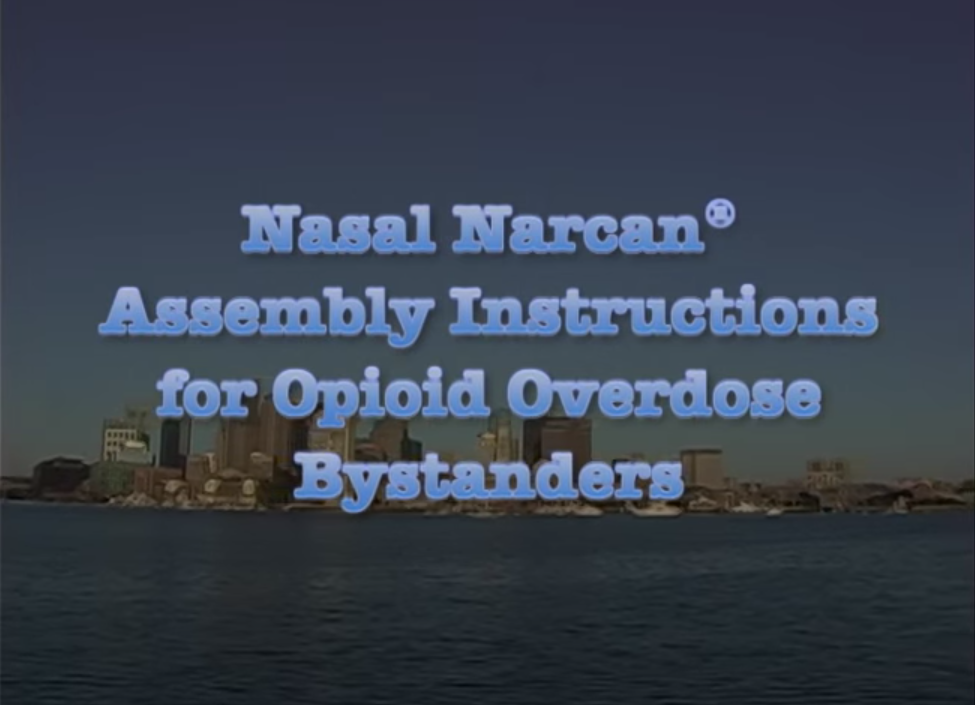 Nasal Narcan®
Assembly Instructions
for Opioid Overdose
Bystanders